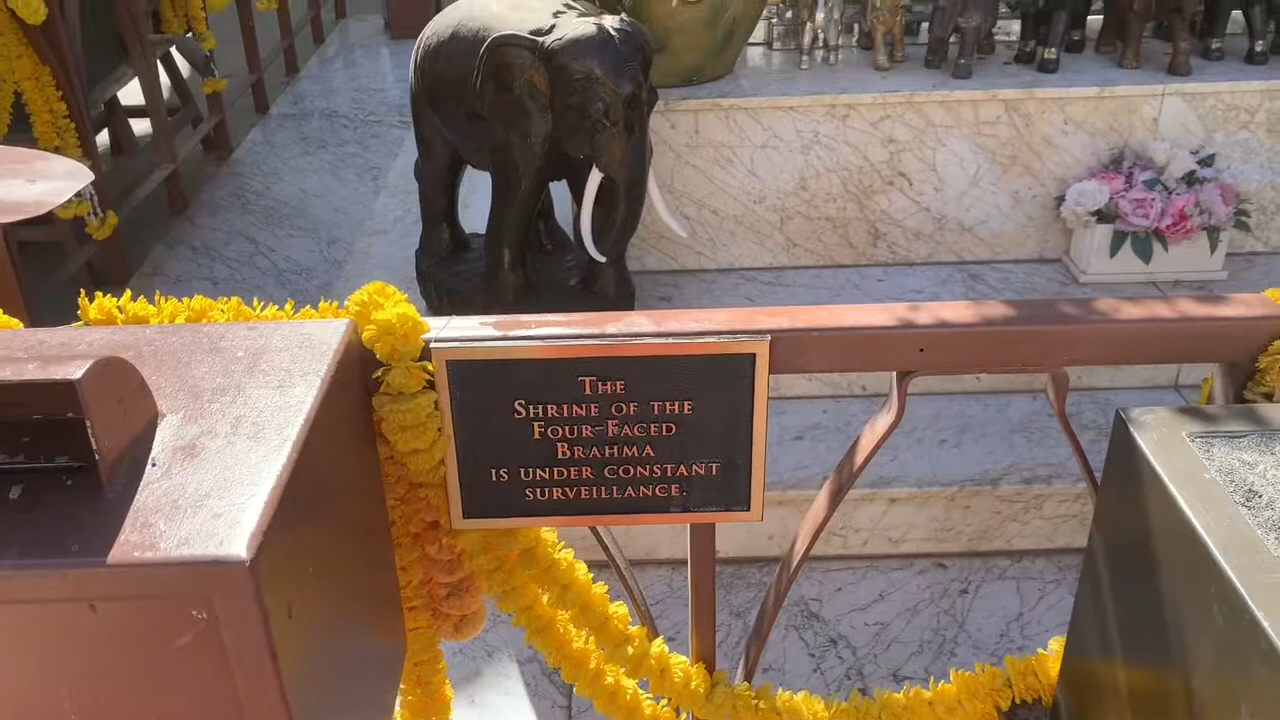 The
Shrine of the
Four-Faced
Brahma
is under constant
surveillance.